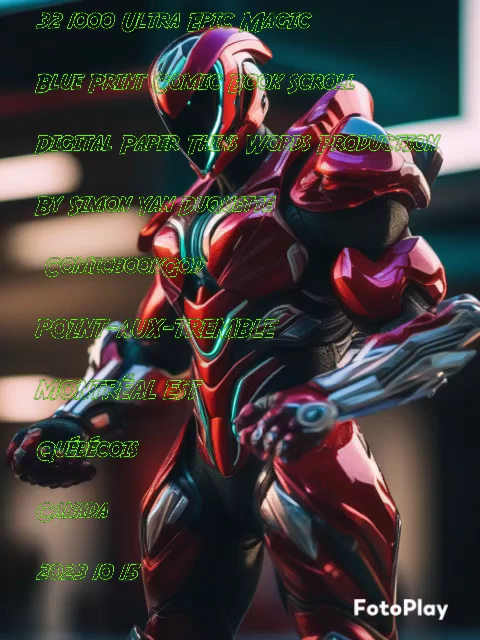 32 1000 Ultra Epic Magic
Blue Print Comic Book Scroll
Digital Paper Thins Words Production
By Simon Yan Duquette
ComicbookGod
Point-aux-Tremble
Montréal Est
Québécois
Canada
2023 10 15
FotoPlay